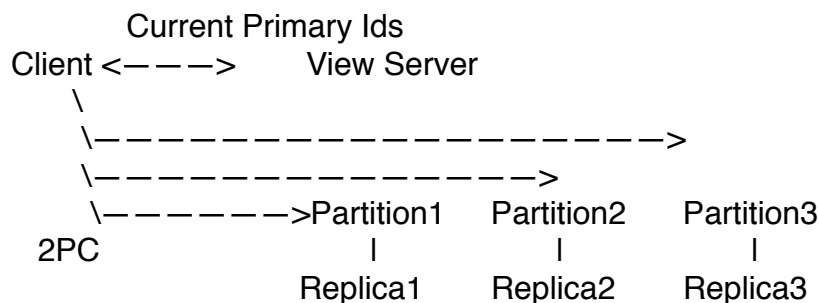 Current Primary Ids
Client <— — —> View Server
\
\— — — — — — — — — — — — — — — — — — — —>
\— — — — — — — — — — — — — — —>
\— — — — — —>Partition1 Partition2 Partition3
2PC | | |
Replica1 Replica2 Replica3